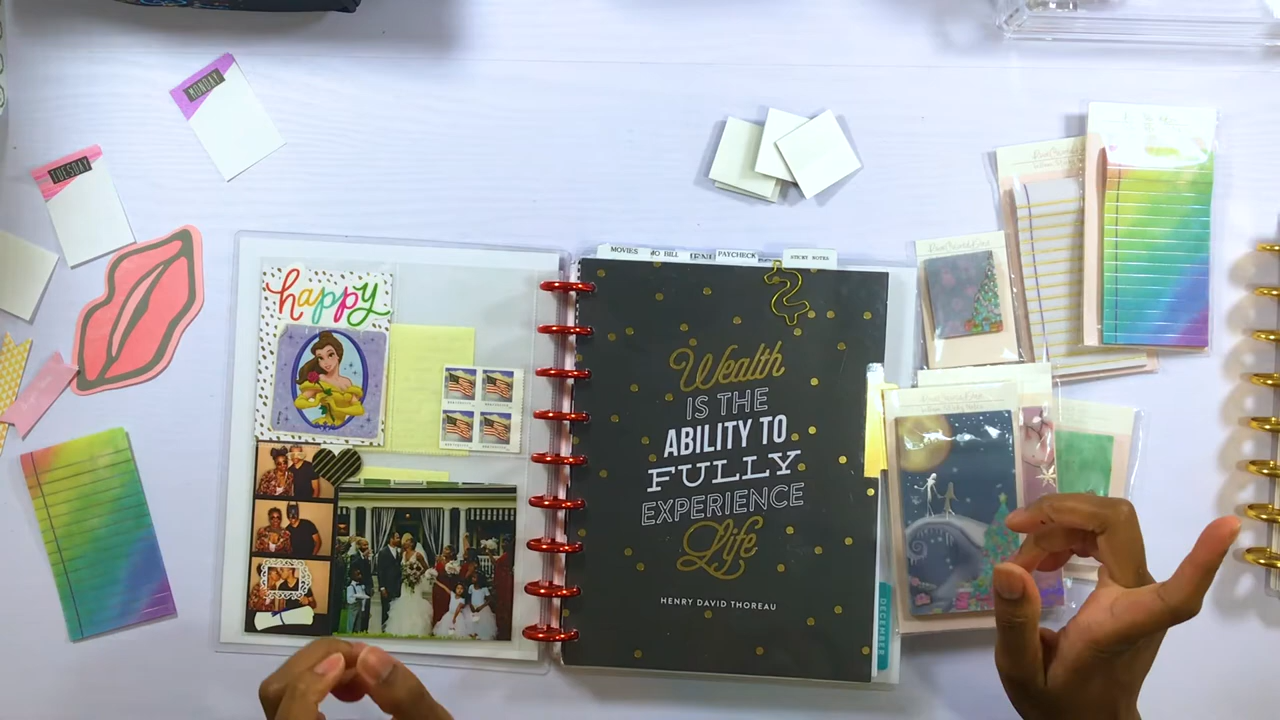 MONDAY
TUESDAY
happy
MOVIES
PAYCHECK
STICKY NOTES
Wealth
IS THE
ABILITY TO
FULLY
EXPERIENCE
Life
HENRY DAVID THOREAU
DECEMBER